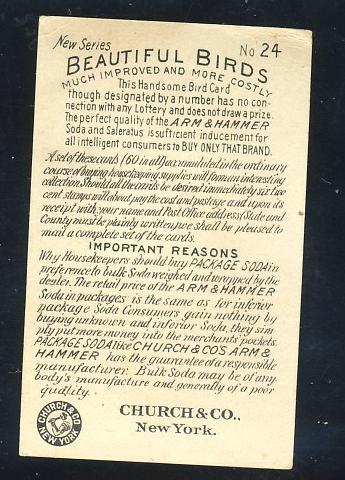 New Series
No 24
BEAUTIFUL BIRDS
MUCH IMPROVED AND MORE COSTLY
This Handsome Bird Card
though designated by a number has no con-
nection with any Lottery and does not draw a prize.
The perfect quality of the ARM & HAMMER
Soda and Saleratus is sufficient inducement for
all intelligent consumers to BUY ONLY THAT BRAND.
A set of these cards (60 in all) accumulated in the ordinary
course of buying housekeeping supplies will form an interesting
collection. Should all the cards be desired immediately six two
cent stamps will about pay the cost and postage and upon its
receipt with your name and Post Office address (State and
County must be plainly written) we shall be pleased to
mail a complete set of the cards.
IMPORTANT REASONS
Why Housekeepers should buy PACKAGE SODA in
preference to bulk Soda weighed and wrapped by the
dealer. The retail price of the ARM & HAMMER
Soda in packages is the same as for inferior
package Soda Consumers gain nothing by
buying unknown and inferior Soda, they sim
ply put more money into the merchants pockets.
PACKAGE SODA like CHURCH & CO'S ARM &
HAMMER has the guarantee of a responsible
manufacturer. Bulk Soda may be of any-
body's manufacture and generally of a poor
quality.
CHURCH & CO.,
New York.
CHURCH & CO
NEW YORK